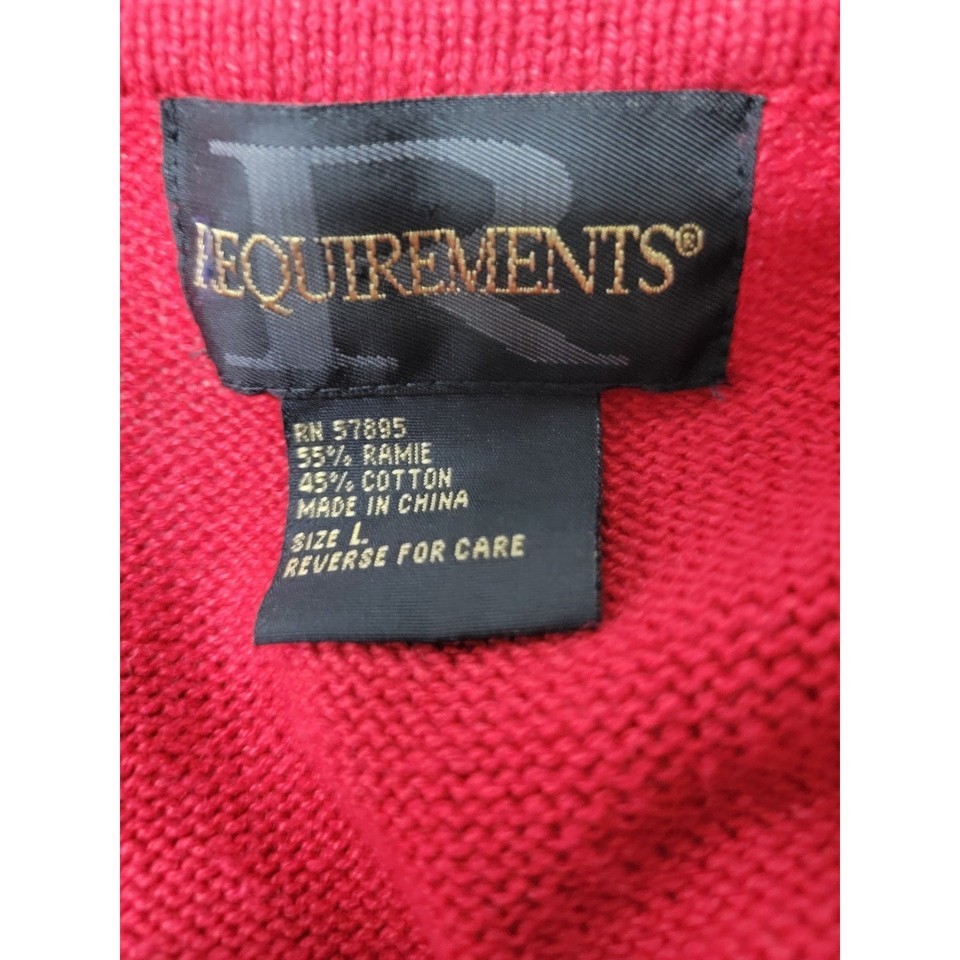 R
REQUIREMENTS®
RN 57895
55% RAMIE
45% COTTON
MADE IN CHINA
SIZE L.
REVERSE FOR CARE